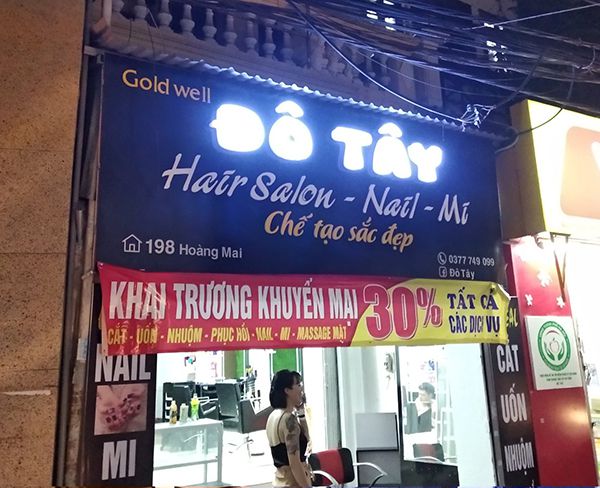 Gold well
ĐÔ TÂY
Hair Salon - Nail - Mi
Chế tạo sắc đẹp
198 Hoàng Mai
0377 749 099
Đô Tây
KHAI TRƯƠNG KHUYẾN MẠI 30% TẤT CẢ CÁC DỊCH VỤ
CẮT - UỐN - NHUỘM - PHỤC HỒI - NAIL - MI - MASSAGE MẶT
NAIL
MI
CẮT
UỐN
NHUỘM